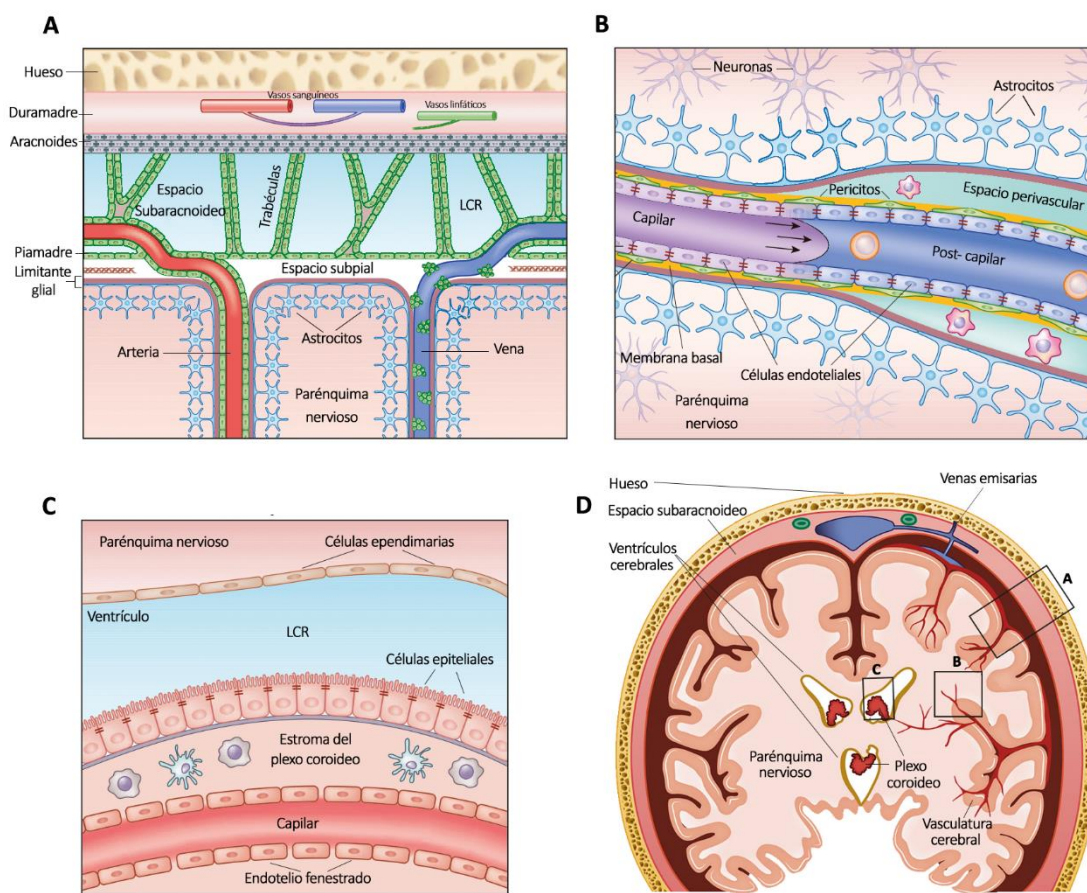 A
Hueso
Duramadre
Vasos sanguíneos
Vasos linfáticos
Aracnoides
Espacio
Subaracnoideo
Trabéculas
LCR
Piamadre
Limitante
glial
Espacio subpial
Arteria
Astrocitos
Vena
Parénquima
nervioso
B
Neuronas
Astrocitos
Pericitos
Espacio perivascular
Capilar
Post- capilar
Membrana basal
Células endoteliales
Parénquima
nervioso
C
Parénquima nervioso
Células ependimarias
Ventrículo
LCR
Células epiteliales
Estroma del
plexo coroideo
Capilar
Endotelio fenestrado
D
Hueso
Espacio subaracnoideo
Ventrículos
cerebrales
Venas emisarias
A
B
C
Parénquima
nervioso
Plexo
coroideo
Vasculatura
cerebral